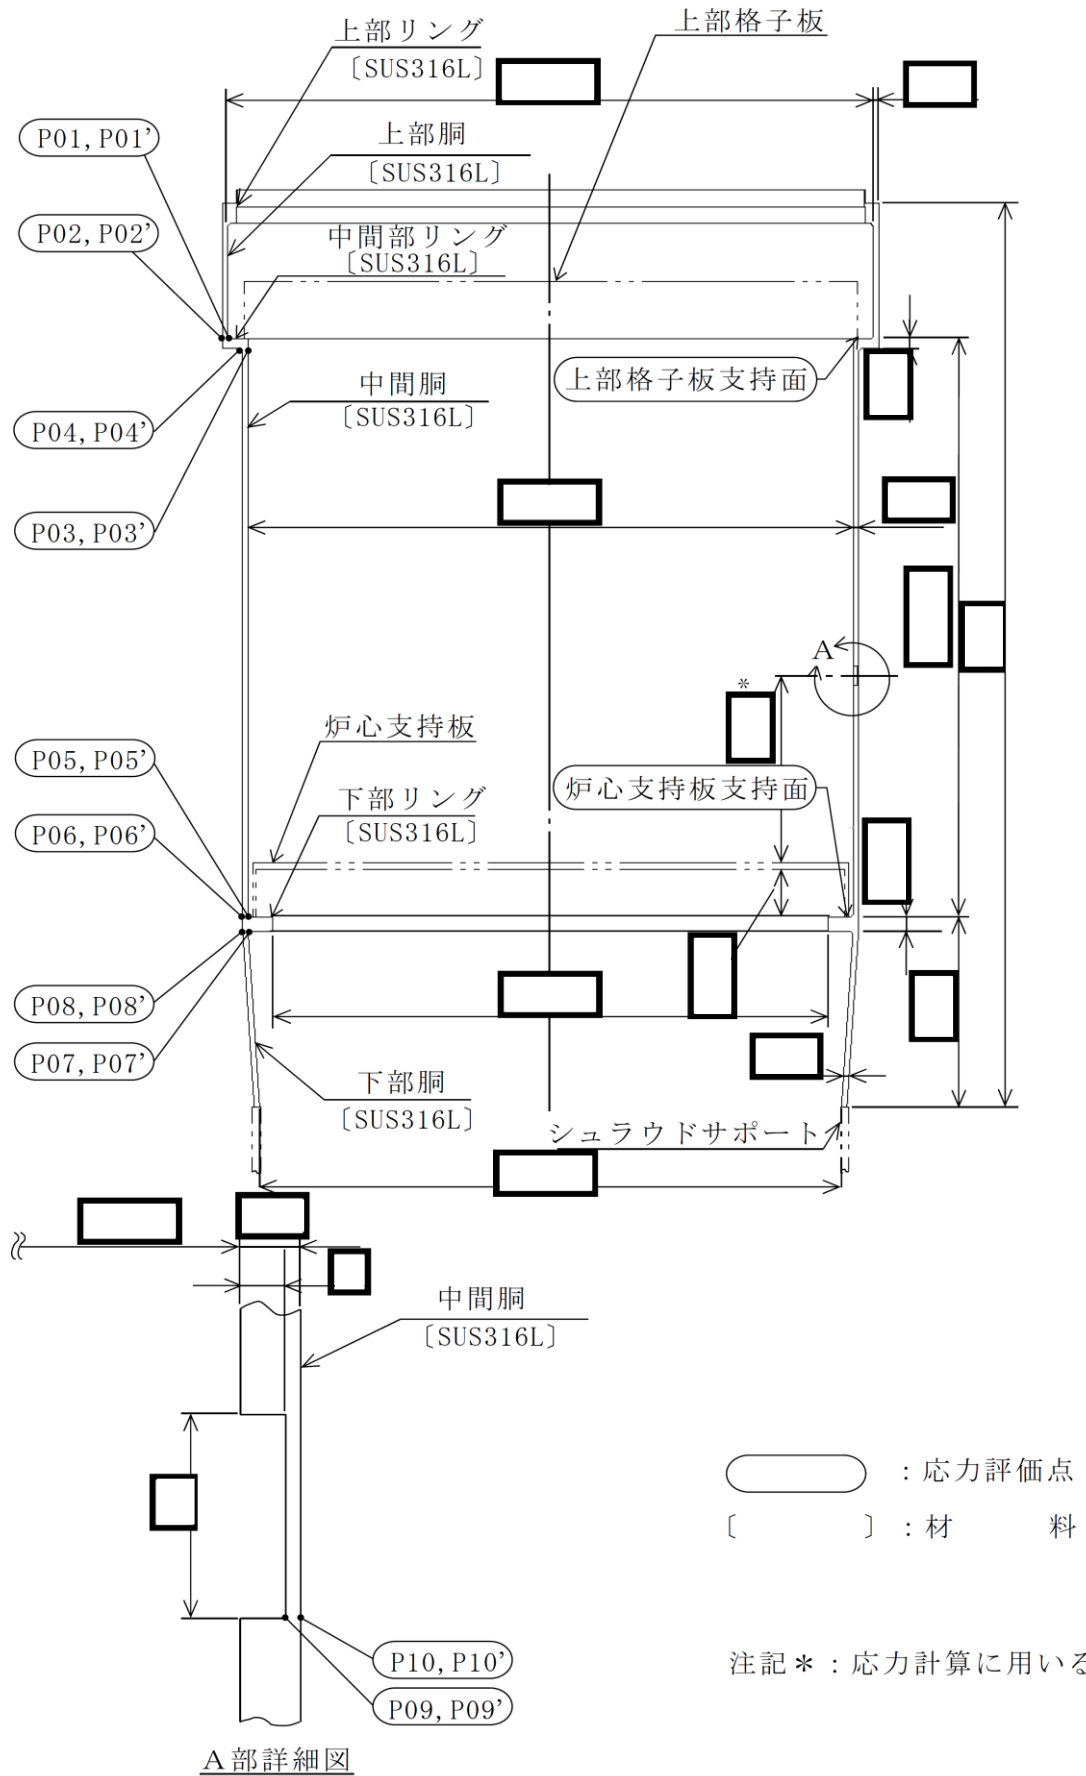 上部リング
〔SUS316L〕
上部格子板
P01, P01’
上部胴
〔SUS316L〕
P02, P02’
中間部リング
〔SUS316L〕
上部格子板支持面
中間胴
〔SUS316L〕
P04, P04’
P03, P03’
A
*
炉心支持板
P05, P05’
炉心支持板支持面
下部リング
〔SUS316L〕
P06, P06’
P08, P08’
P07, P07’
下部胴
〔SUS316L〕
シュラウドサポート
中間胴
〔SUS316L〕
：応力評価点
〔 〕：材 料
P10, P10’
注記＊：応力計算に用いる
P09, P09’
A部詳細図